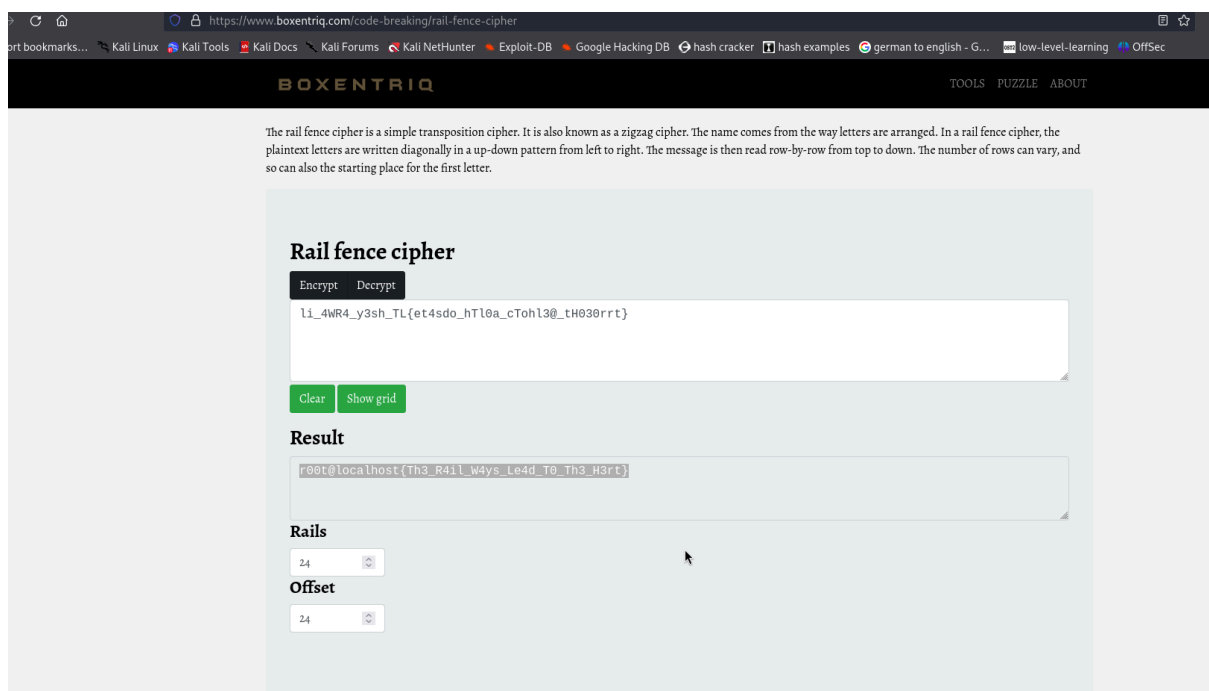 https://www.boxentriq.com/code-breaking/rail-fence-cipher
ort bookmarks... Kali Linux Kali Tools Kali Docs Kali Forums Kali NetHunter Exploit-DB Google Hacking DB hash cracker hash examples german to english - G... low-level-learning OffSec
BOXENTRIQ TOOLS PUZZLE ABOUT
The rail fence cipher is a simple transposition cipher. It is also known as a zigzag cipher. The name comes from the way letters are arranged. In a rail fence cipher, the
plaintext letters are written diagonally in a up-down pattern from left to right. The message is then read row-by-row from top to down. The number of rows can vary, and
so can also the starting place for the first letter.
Rail fence cipher
Encrypt Decrypt
li_4WR4_y3sh_TL{et4sdo_hTl0a_cTohl3@_tH030rrt}
Clear Show grid
Result
r00t@localhost{Th3_R4il_W4ys_Le4d_T0_Th3_H3rt}
Rails
24
Offset
24